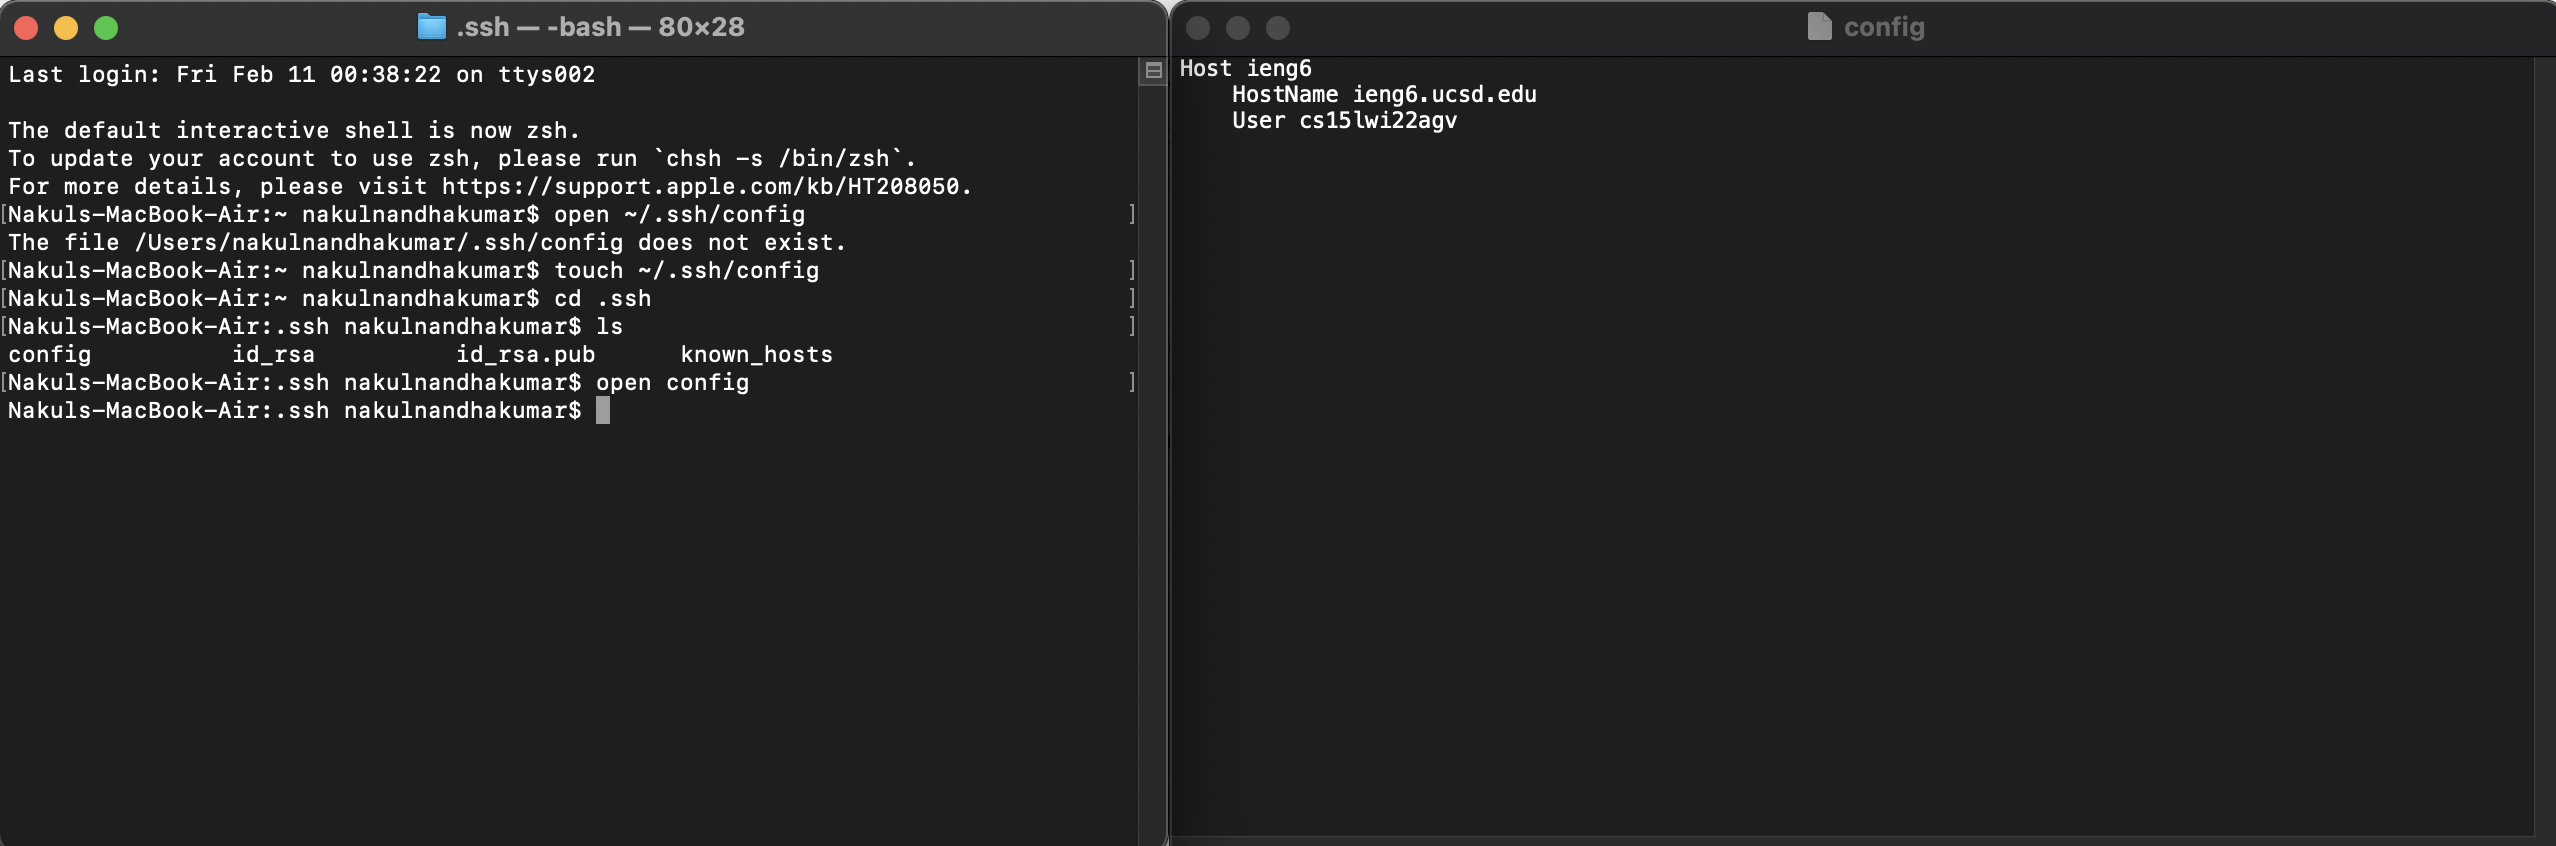 .ssh — -bash — 80×28
Last login: Fri Feb 11 00:38:22 on ttys002
The default interactive shell is now zsh.
To update your account to use zsh, please run `chsh -s /bin/zsh`.
For more details, please visit https://support.apple.com/kb/HT208050.
[Nakuls-MacBook-Air:~ nakulnandhakumar$ open ~/.ssh/config ]
The file /Users/nakulnandhakumar/.ssh/config does not exist.
[Nakuls-MacBook-Air:~ nakulnandhakumar$ touch ~/.ssh/config ]
[Nakuls-MacBook-Air:~ nakulnandhakumar$ cd .ssh ]
[Nakuls-MacBook-Air:.ssh nakulnandhakumar$ ls ]
config id_rsa id_rsa.pub known_hosts
[Nakuls-MacBook-Air:.ssh nakulnandhakumar$ open config ]
Nakuls-MacBook-Air:.ssh nakulnandhakumar$
config
Host ieng6
HostName ieng6.ucsd.edu
User cs15lwi22agv